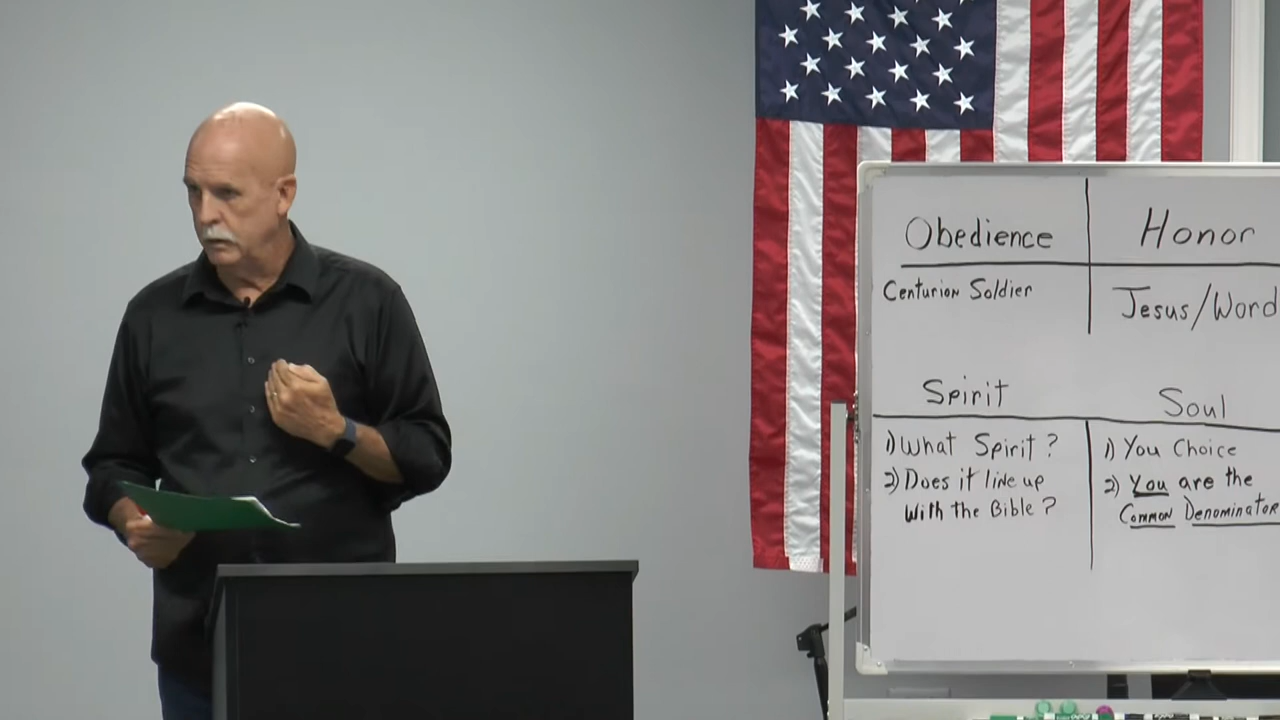 Obedience
Honor
Centurion Soldier
Jesus/Word
Spirit
Soul
1) What Spirit?
2) Does it line up
With the Bible?
1) You Choice
2) You are the
Common Denominator